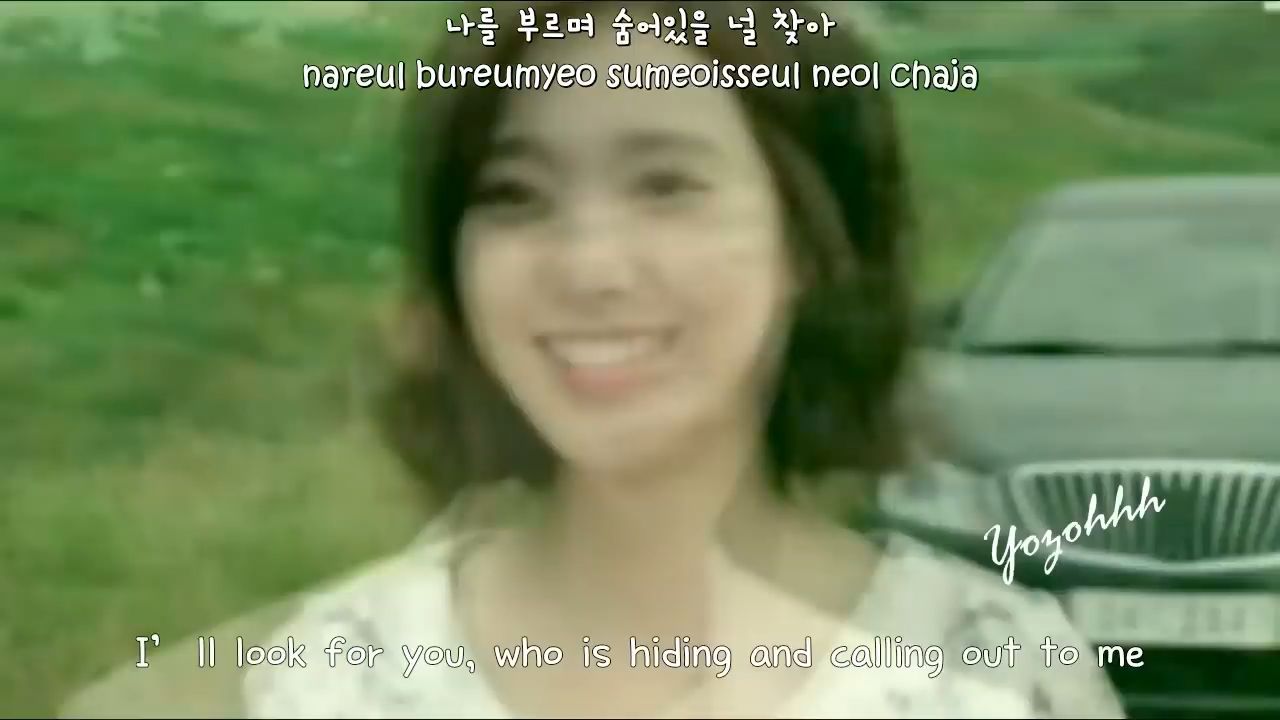 나를 부르며 숨어있을 널 찾아
nareul bureumyeo sumeoisseul neol chaja
Yozohhh
I'll look for you, who is hiding and calling out to me